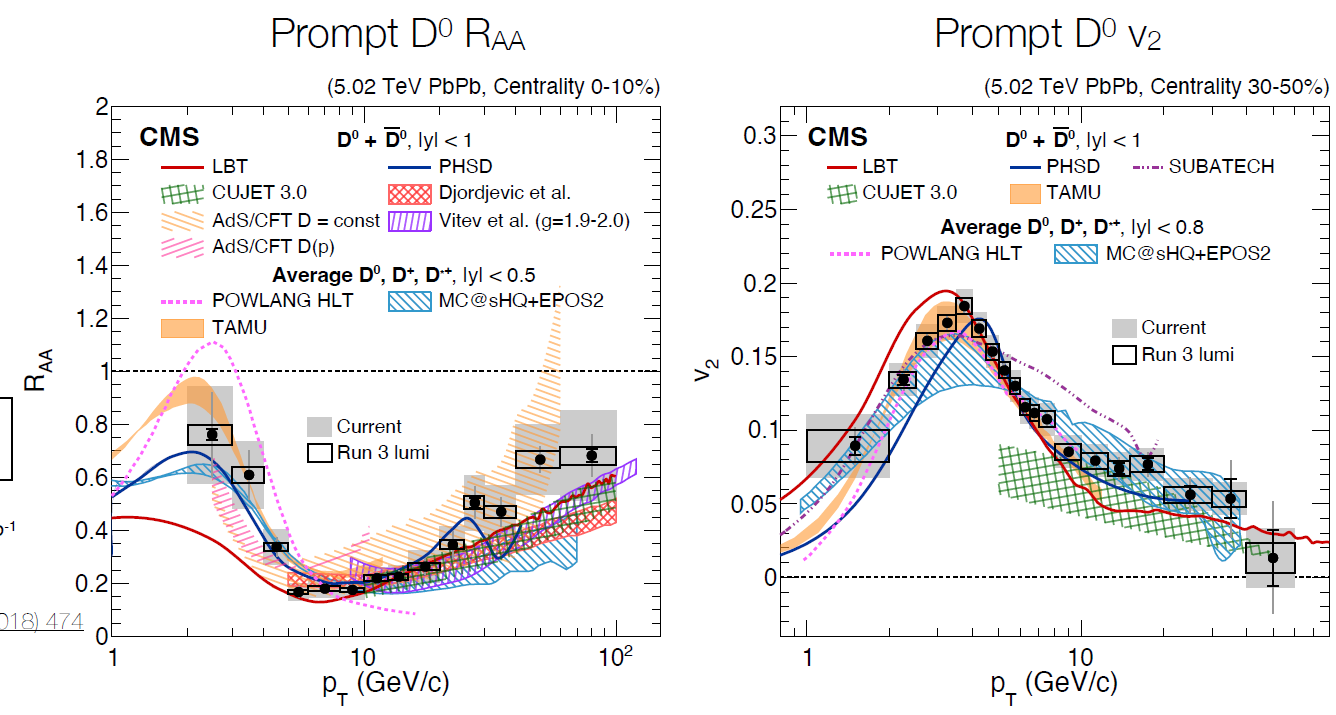 Prompt D⁰ R_AA
(5.02 TeV PbPb, Centrality 0-10%)
CMS
D⁰ + D̅⁰, |y| < 1
LBT
PHSD
CUJET 3.0
Djordjevic et al.
AdS/CFT D = const
Vitev et al. (g=1.9-2.0)
AdS/CFT D(p)
Average D⁰, D⁺, D*⁺, |y| < 0.5
POWLANG HLT
MC@sHQ+EPOS2
TAMU
Current
Run 3 lumi
R_AA
2
1.8
1.6
1.4
1.2
1
0.8
0.6
0.4
0.2
0
1
10
10²
p_T (GeV/c)
p⁻¹
018) 474
Prompt D⁰ v₂
(5.02 TeV PbPb, Centrality 30-50%)
CMS
D⁰ + D̅⁰, |y| < 1
LBT
PHSD
SUBATECH
CUJET 3.0
TAMU
Average D⁰, D⁺, D*⁺, |y| < 0.8
POWLANG HLT
MC@sHQ+EPOS2
Current
Run 3 lumi
v₂
0.3
0.25
0.2
0.15
0.1
0.05
0
1
10
p_T (GeV/c)